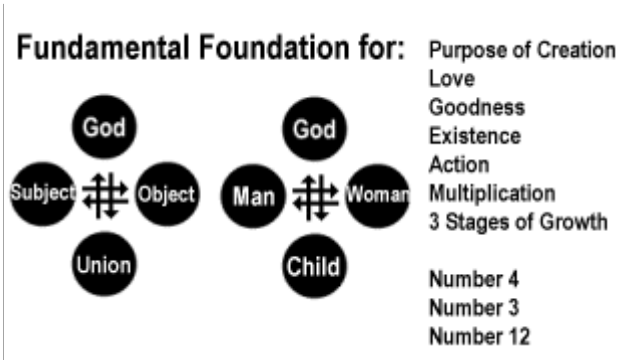 Fundamental Foundation for:
God
Subject
Object
Union
God
Man
Woman
Child
Purpose of Creation
Love
Goodness
Existence
Action
Multiplication
3 Stages of Growth
Number 4
Number 3
Number 12